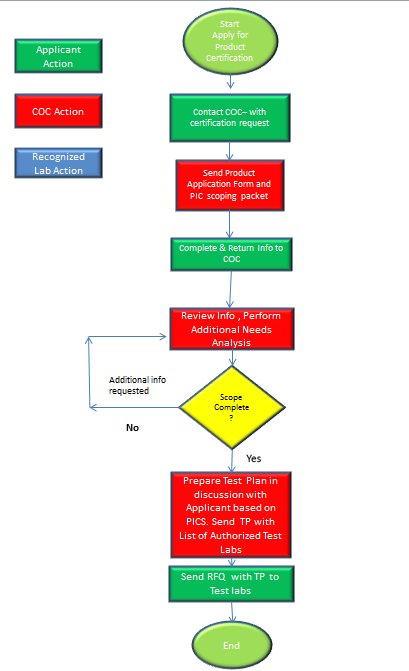 Start
Apply for
Product
Certification
Applicant
Action
COC Action
Recognized
Lab Action
Contact COC– with
certification request
Send Product
Application Form and
PIC scoping packet
Complete & Return Info to
COC
Review Info , Perform
Additional Needs
Analysis
Additional info
requested
Scope
Complete
?
No
Yes
Prepare Test Plan in
discussion with
Applicant based on
PICS. Send TP with
List of Authorized Test
Labs
Send RFQ with TP to
Test labs
End